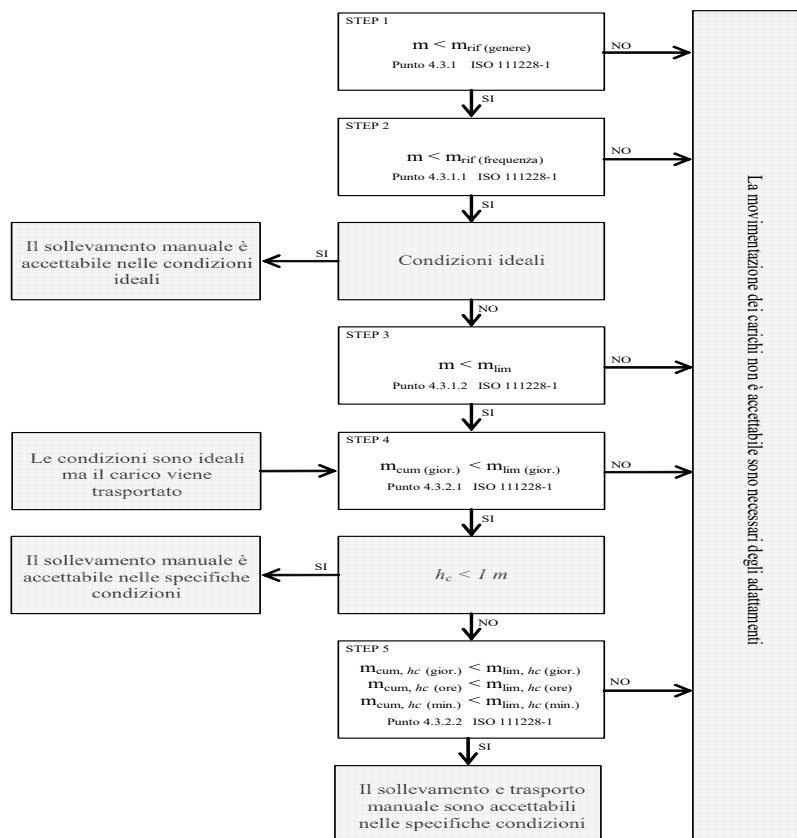 STEP 1
m < mrif (genere)
Punto 4.3.1 ISO 111228-1
NO
SI
STEP 2
m < mrif (frequenza)
Punto 4.3.1.1 ISO 111228-1
NO
SI
Il sollevamento manuale è
accettabile nelle condizioni
ideali
SI
Condizioni ideali
NO
STEP 3
m < mlim
Punto 4.3.1.2 ISO 111228-1
NO
SI
Le condizioni sono ideali
ma il carico viene
trasportato
STEP 4
mcum (gior.) < mlim (gior.)
Punto 4.3.2.1 ISO 111228-1
NO
SI
Il sollevamento manuale è
accettabile nelle specifiche
condizioni
SI
hc < 1 m
NO
STEP 5
mcum, hc (gior.) < mlim, hc (gior.)
mcum, hc (ore) < mlim, hc (ore)
mcum, hc (min.) < mlim, hc (min.)
Punto 4.3.2.2 ISO 111228-1
NO
SI
Il sollevamento e trasporto
manuale sono accettabili
nelle specifiche condizioni
La movimentazione dei carichi non è accettabile sono necessari degli adattamenti